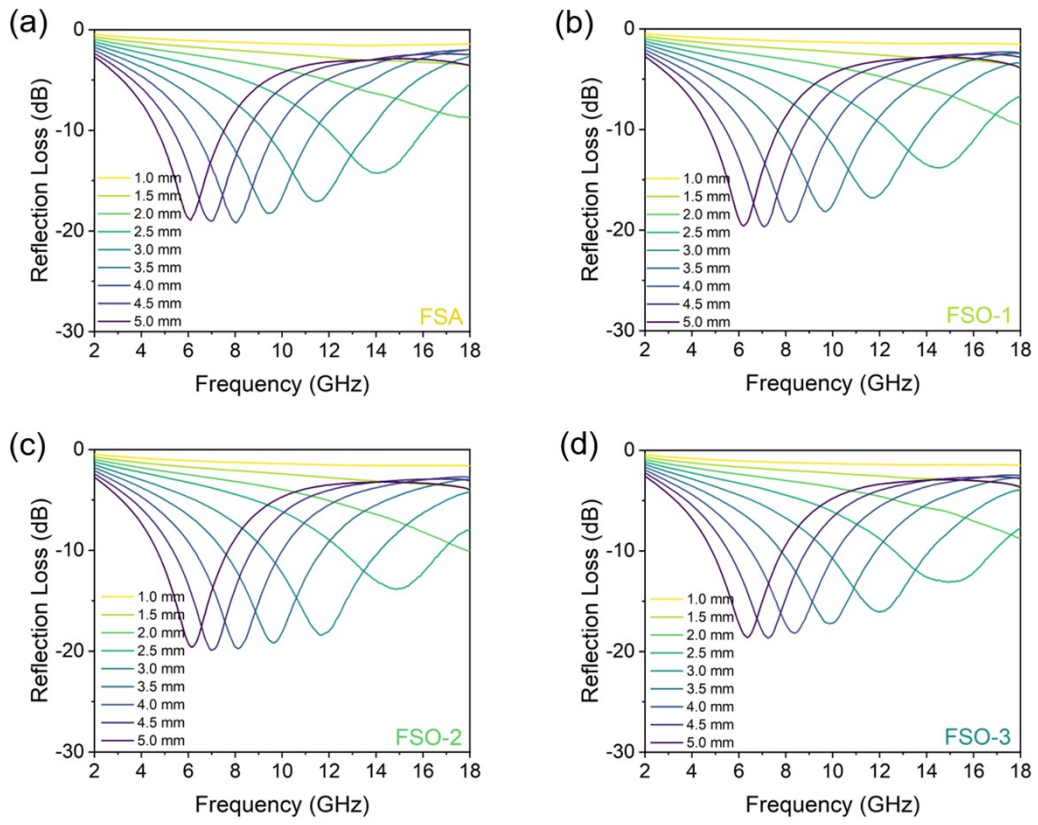 (a)
Reflection Loss (dB)
0
-10
-20
-30
1.0 mm
1.5 mm
2.0 mm
2.5 mm
3.0 mm
3.5 mm
4.0 mm
4.5 mm
5.0 mm
FSA
2 4 6 8 10 12 14 16 18
Frequency (GHz)
(b)
Reflection Loss (dB)
0
-10
-20
-30
1.0 mm
1.5 mm
2.0 mm
2.5 mm
3.0 mm
3.5 mm
4.0 mm
4.5 mm
5.0 mm
FSO-1
2 4 6 8 10 12 14 16 18
Frequency (GHz)
(c)
Reflection Loss (dB)
0
-10
-20
-30
1.0 mm
1.5 mm
2.0 mm
2.5 mm
3.0 mm
3.5 mm
4.0 mm
4.5 mm
5.0 mm
FSO-2
2 4 6 8 10 12 14 16 18
Frequency (GHz)
(d)
Reflection Loss (dB)
0
-10
-20
-30
1.0 mm
1.5 mm
2.0 mm
2.5 mm
3.0 mm
3.5 mm
4.0 mm
4.5 mm
5.0 mm
FSO-3
2 4 6 8 10 12 14 16 18
Frequency (GHz)